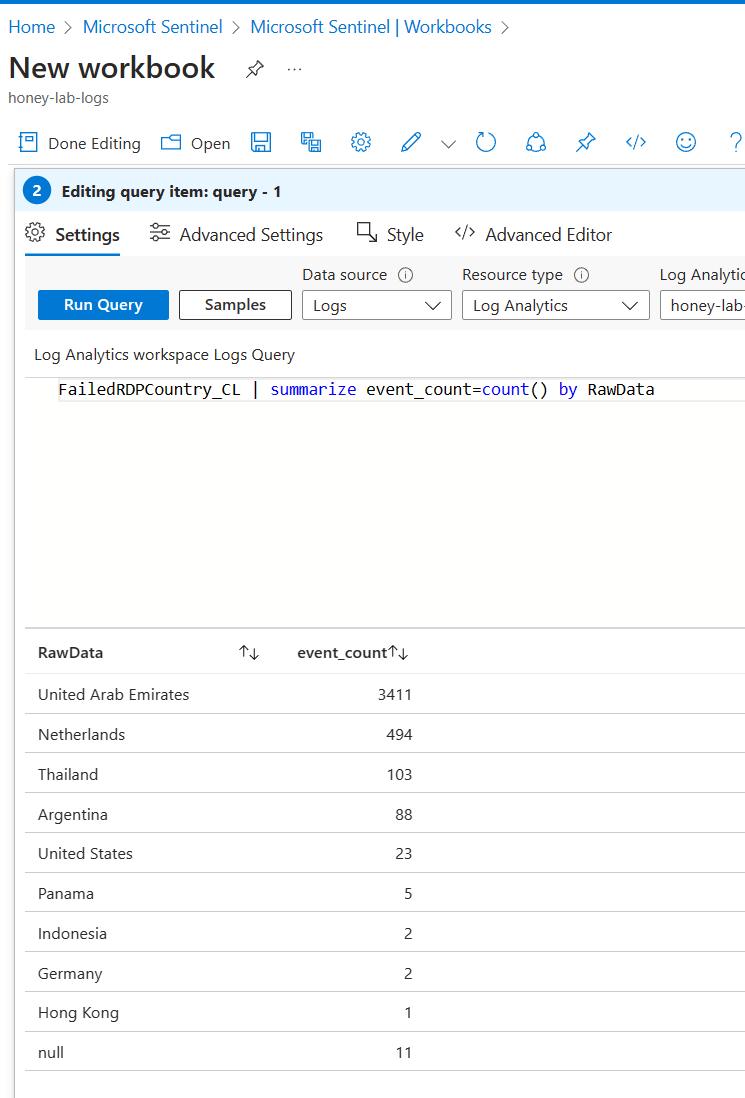 Home > Microsoft Sentinel > Microsoft Sentinel | Workbooks >
New workbook ...
honey-lab-logs
Done Editing Open ?
2 Editing query item: query - 1
Settings Advanced Settings Style Advanced Editor
Data source Resource type Log Analytic
Run Query Samples Logs Log Analytics honey-lab-
Log Analytics workspace Logs Query
FailedRDPCountry_CL | summarize event_count=count() by RawData
RawData ↑↓ event_count↑↓
United Arab Emirates 3411
Netherlands 494
Thailand 103
Argentina 88
United States 23
Panama 5
Indonesia 2
Germany 2
Hong Kong 1
null 11